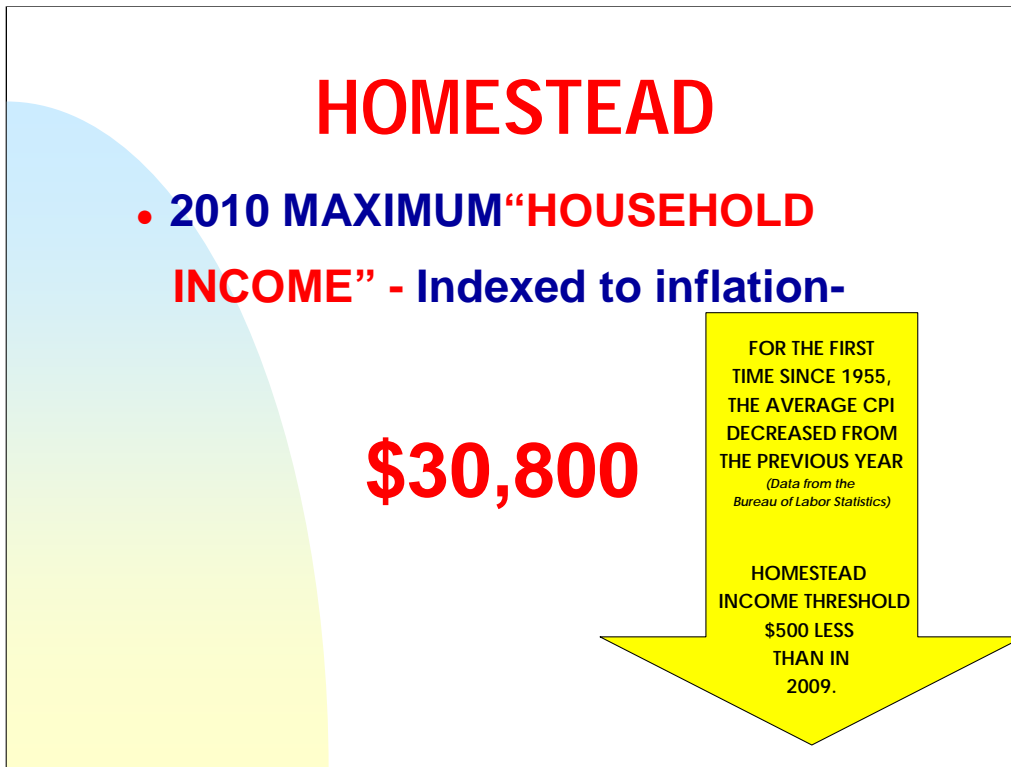 HOMESTEAD
• 2010 MAXIMUM“HOUSEHOLD
INCOME” - Indexed to inflation-
$30,800
FOR THE FIRST
TIME SINCE 1955,
THE AVERAGE CPI
DECREASED FROM
THE PREVIOUS YEAR
(Data from the
Bureau of Labor Statistics)
HOMESTEAD
INCOME THRESHOLD
$500 LESS
THAN IN
2009.